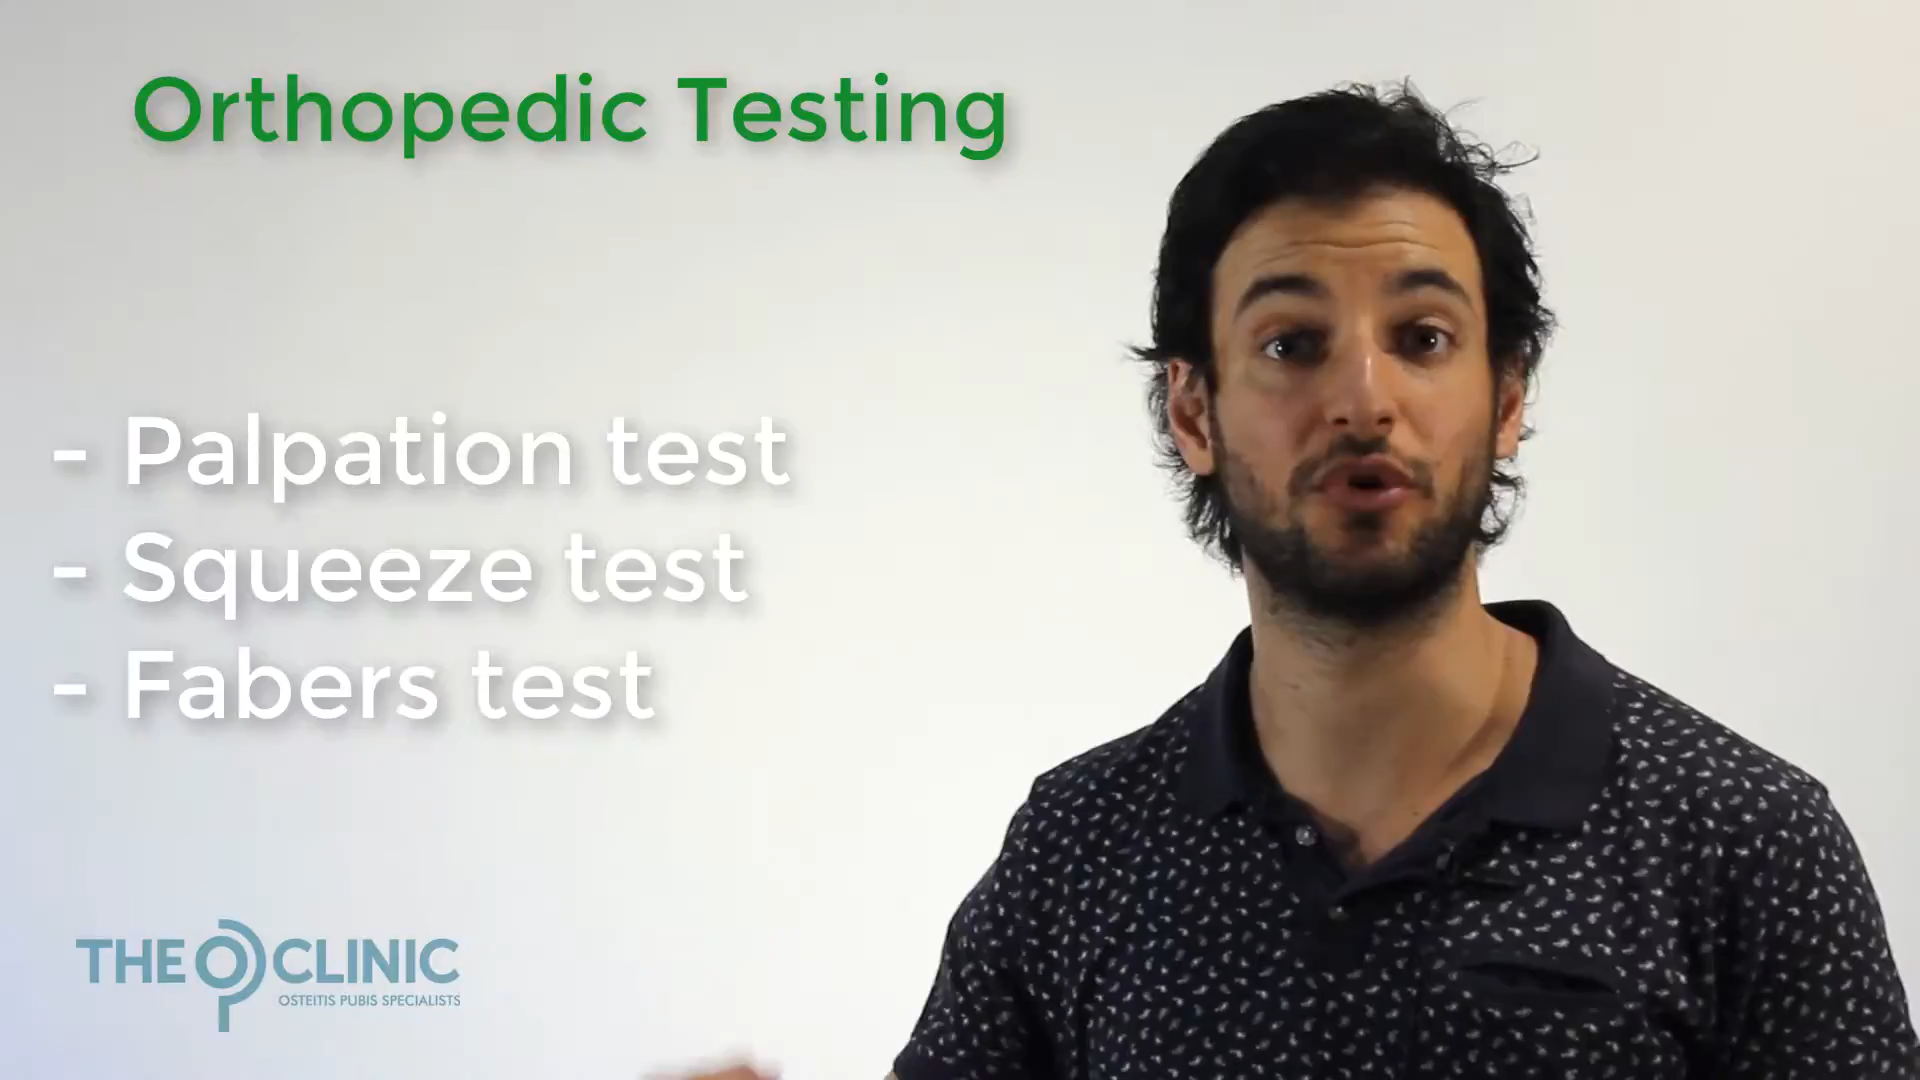 Orthopedic Testing
- Palpation test
- Squeeze test
- Fabers test
THE CLINIC
OSTEITIS PUBIS SPECIALISTS